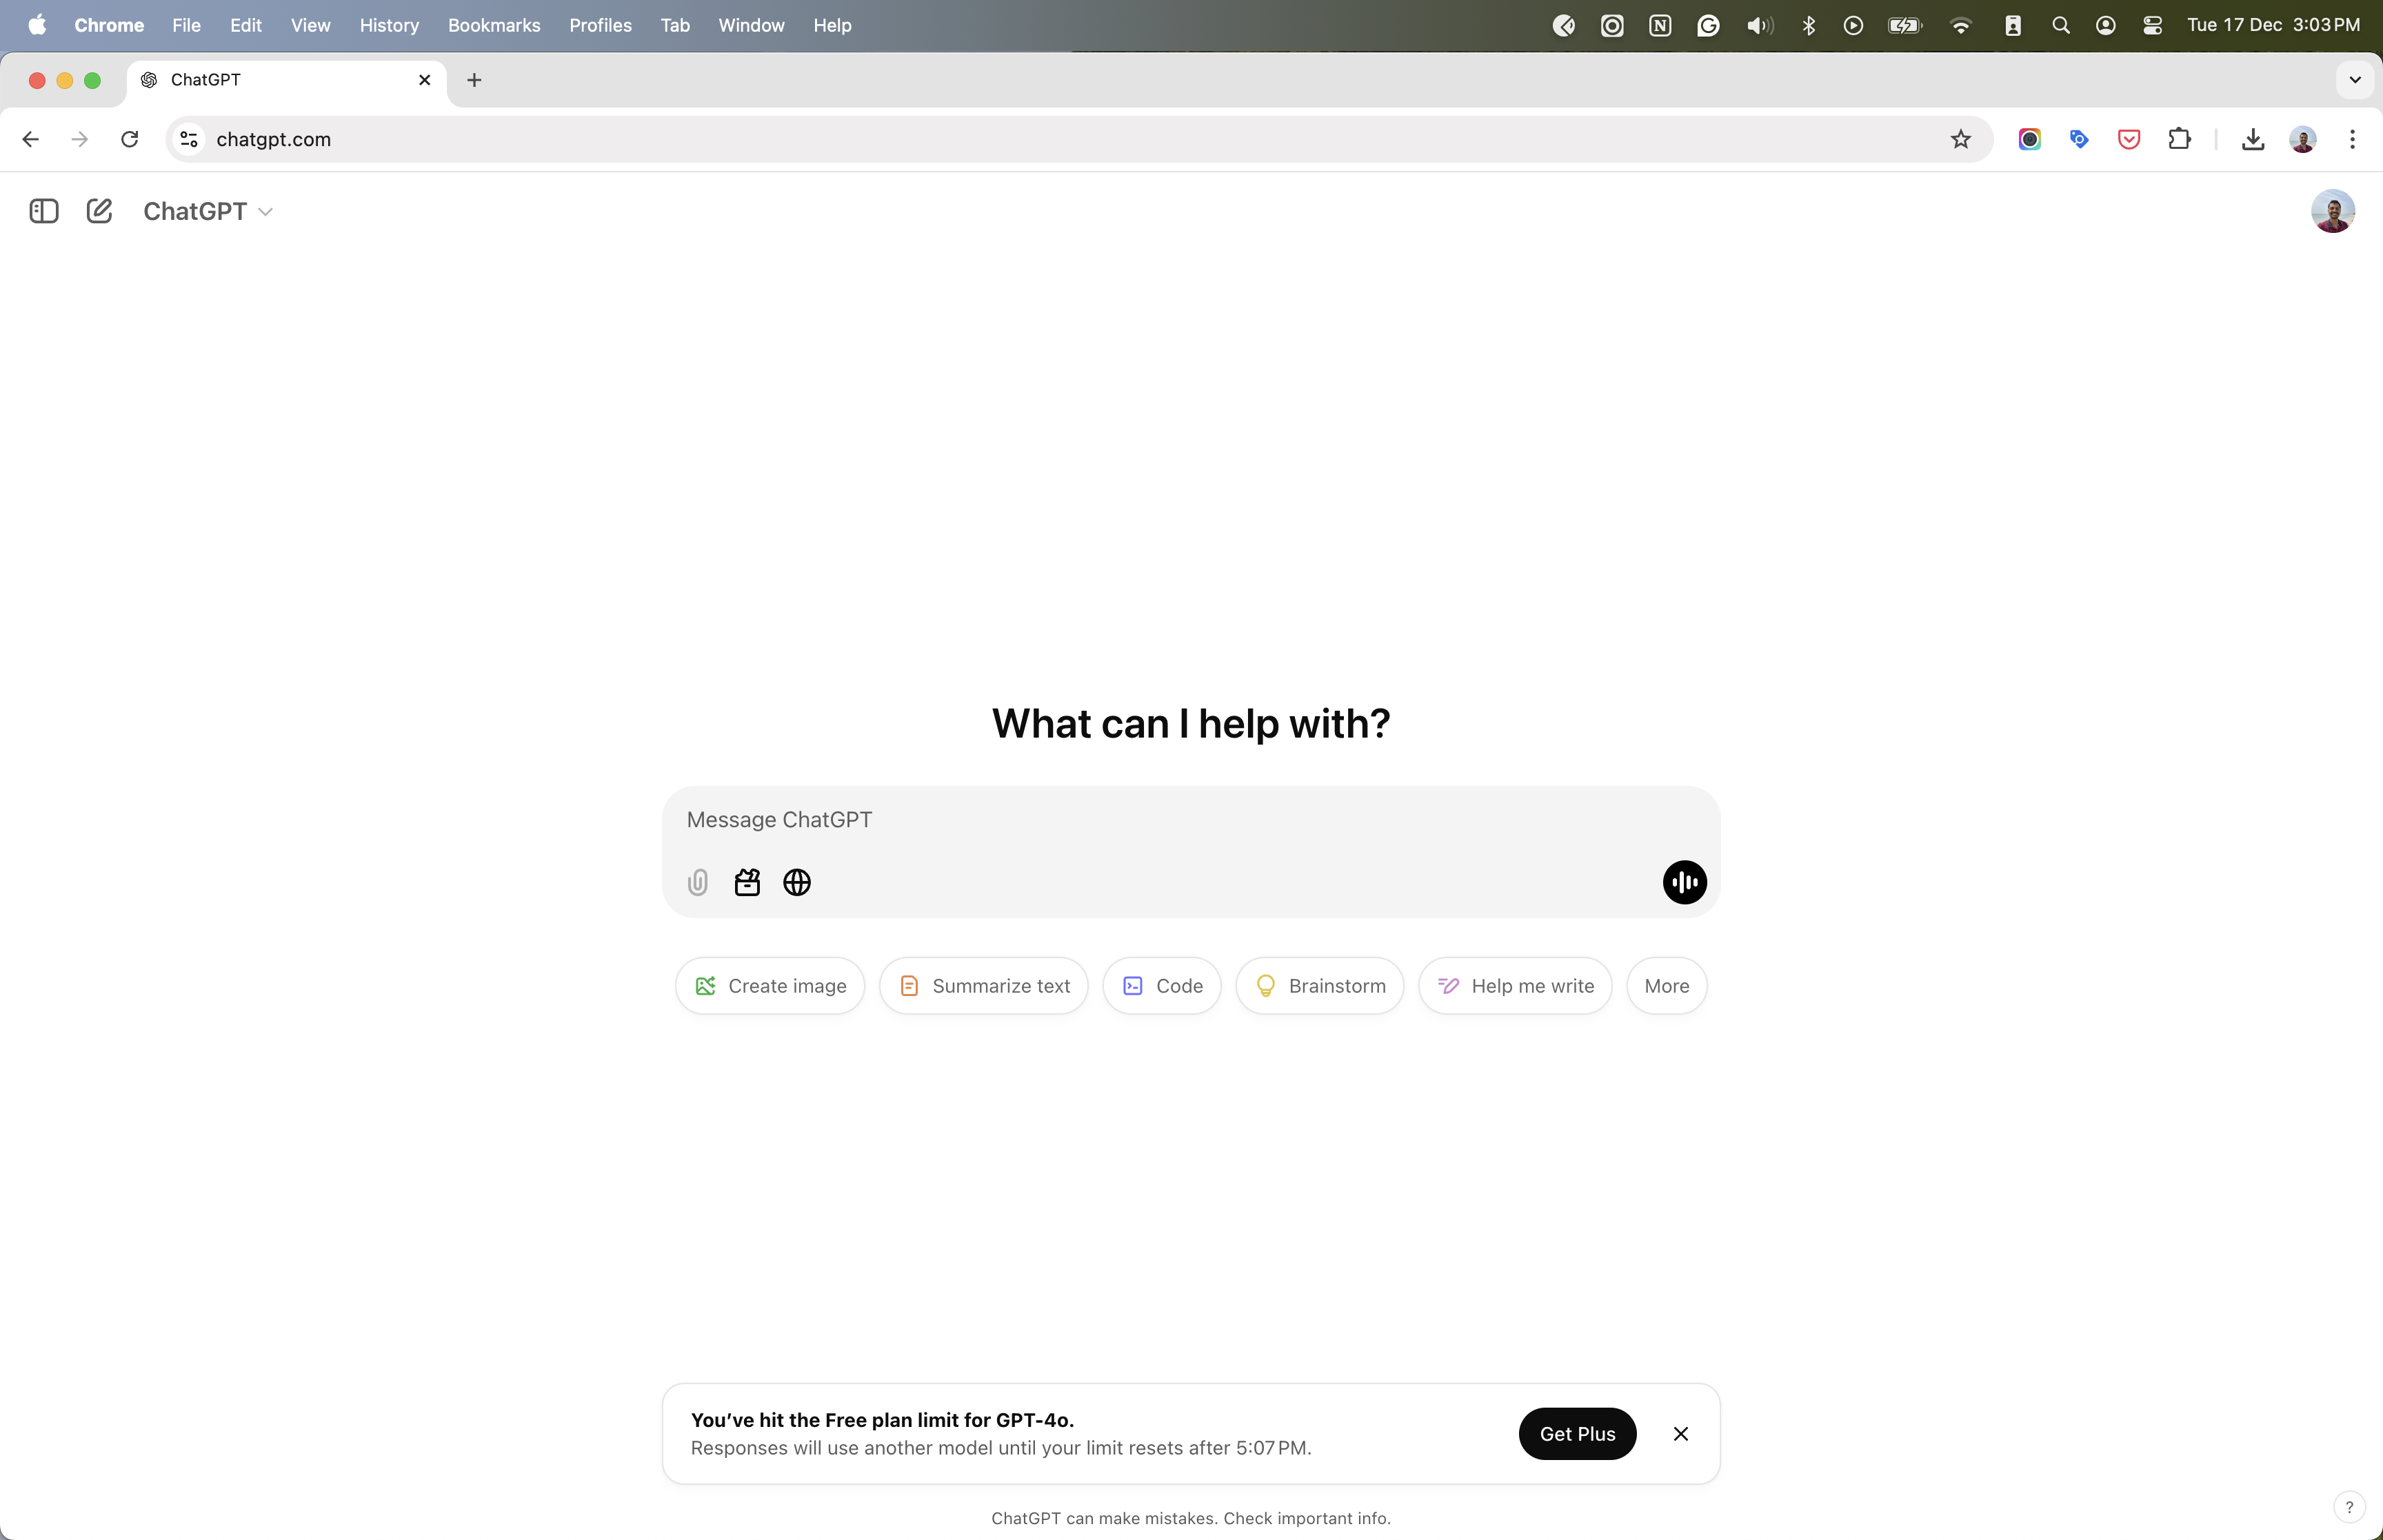 Chrome File Edit View History Bookmarks Profiles Tab Window Help Tue 17 Dec 3:03 PM
ChatGPT
chatgpt.com
ChatGPT
What can I help with?
Message ChatGPT
Create image Summarize text Code Brainstorm Help me write More
You’ve hit the Free plan limit for GPT-4o.
Responses will use another model until your limit resets after 5:07 PM.
Get Plus
ChatGPT can make mistakes. Check important info.
?